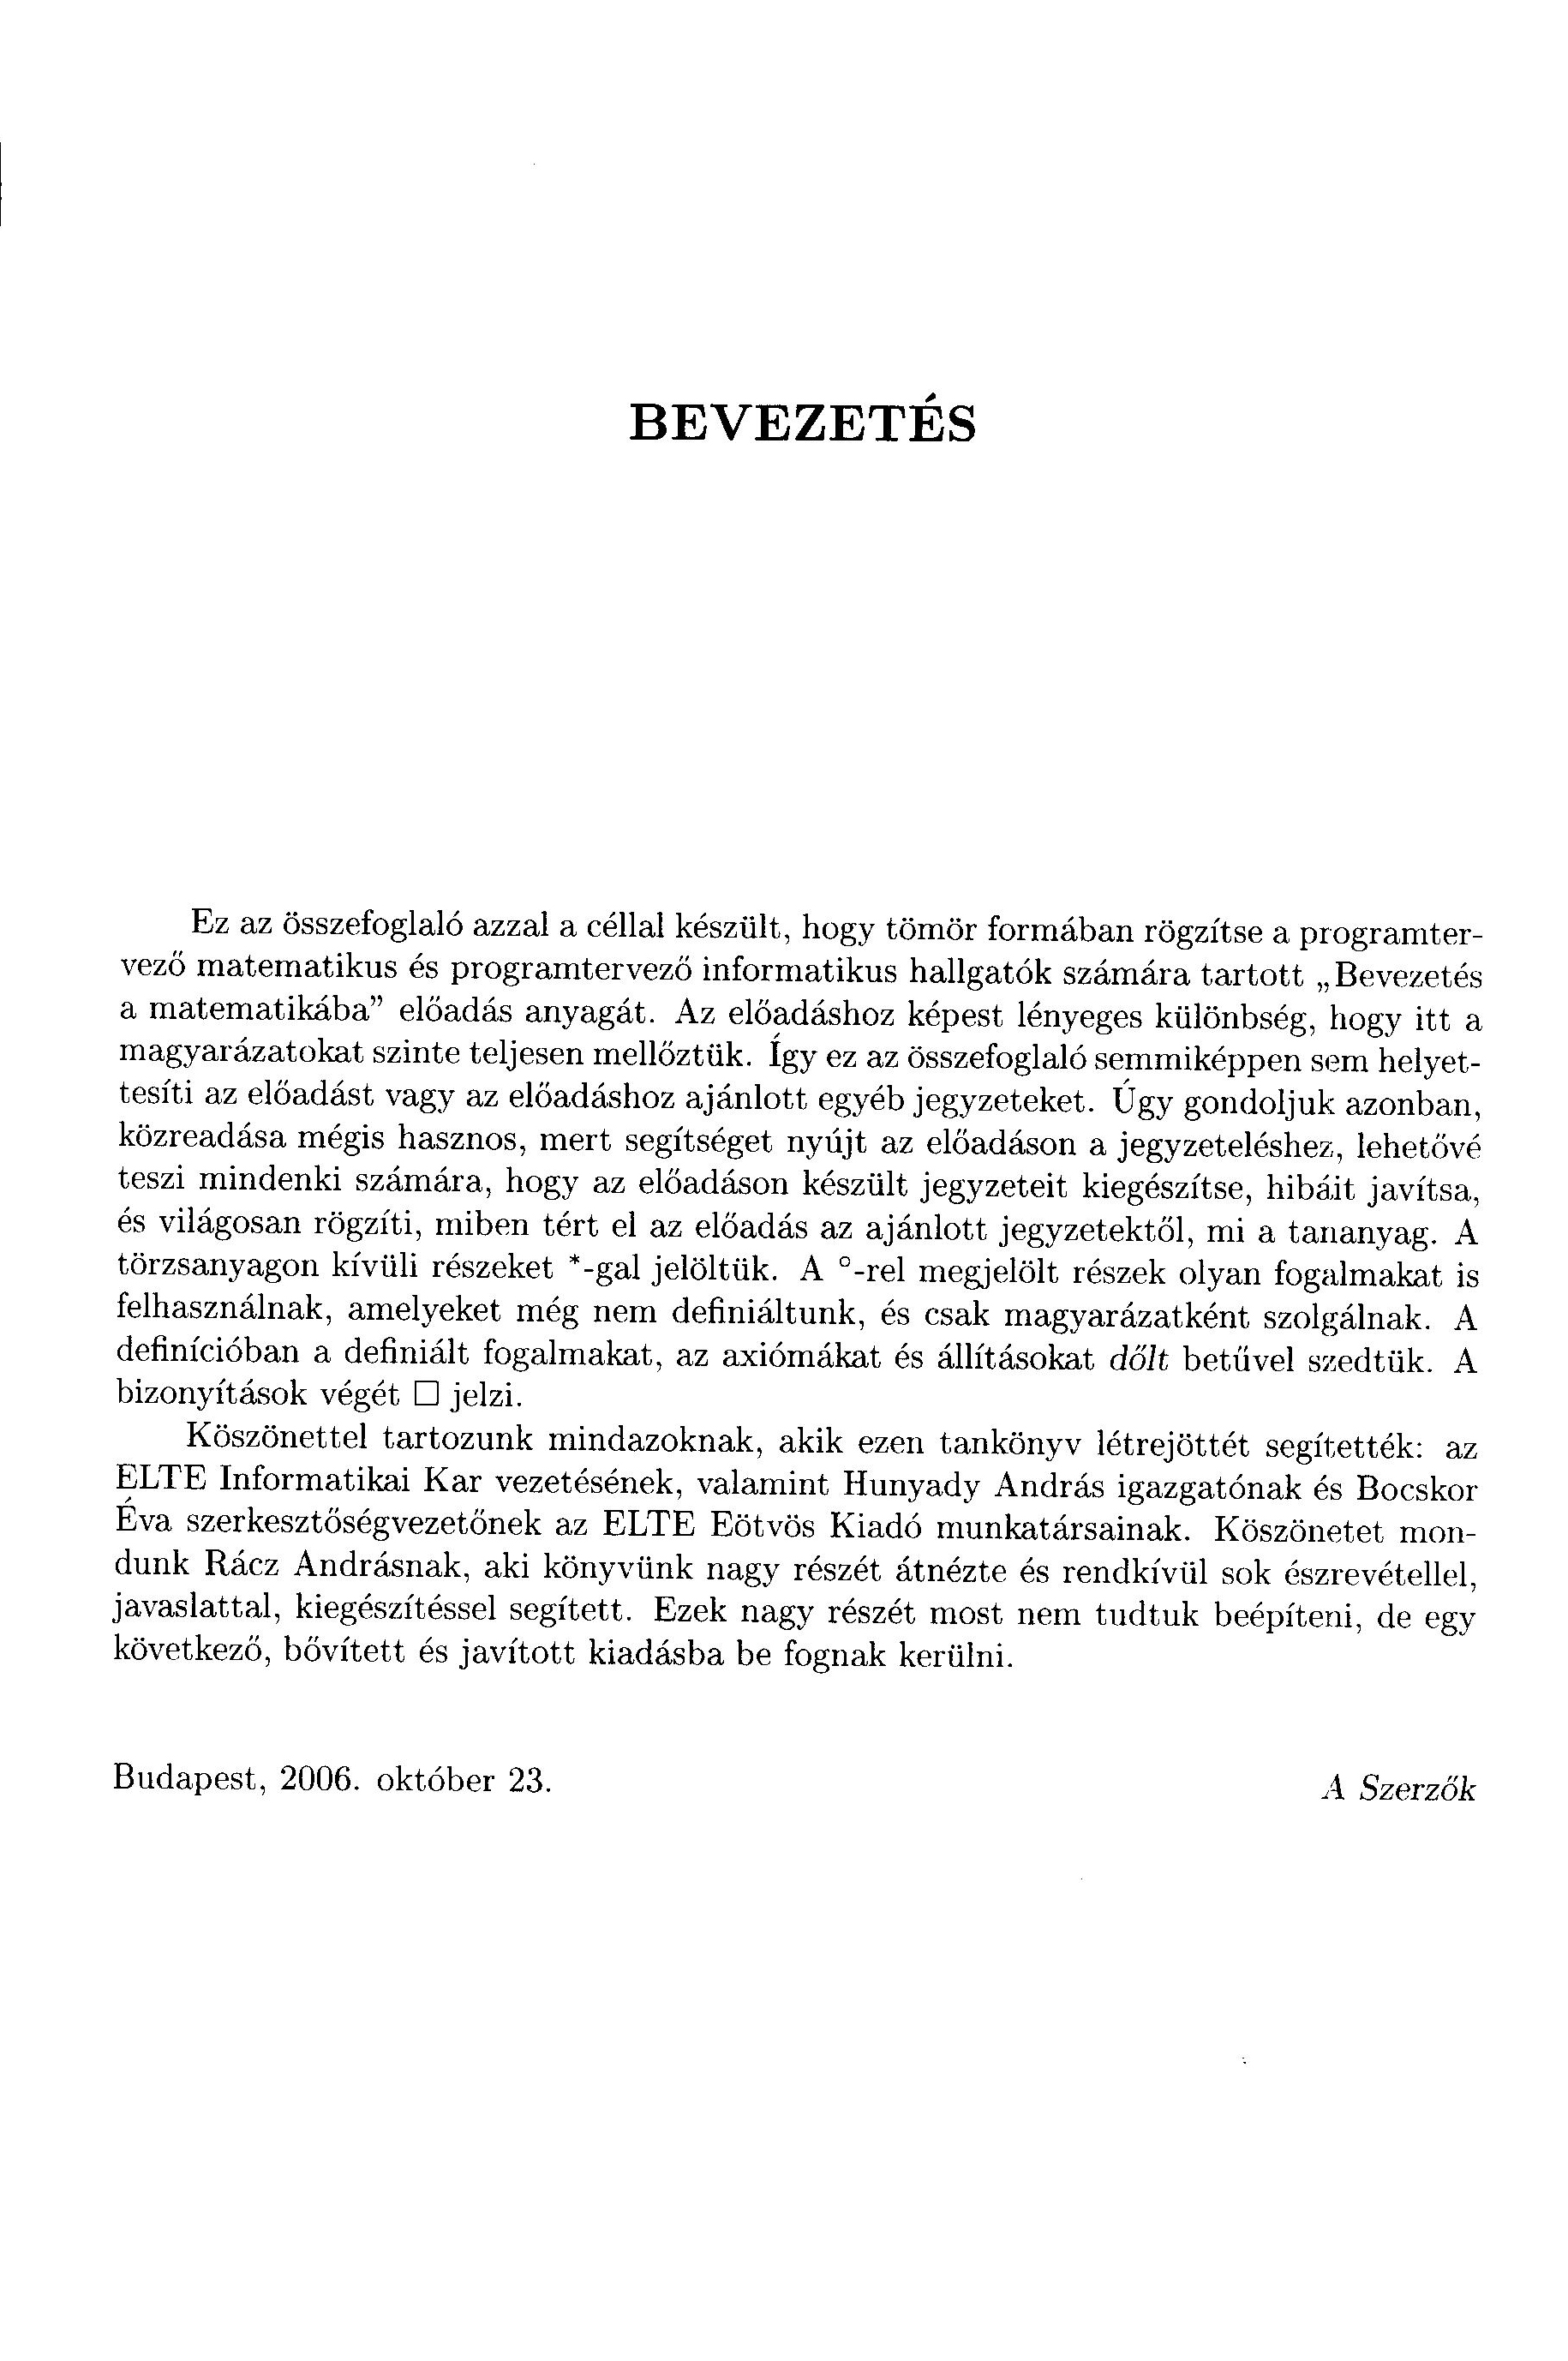 BEVEZETÉS
Ez az összefoglaló azzal a céllal készült, hogy tömör formában rögzítse a programter-
vező matematikus és programtervező informatikus hallgatók számára tartott „Bevezetés
a matematikába” előadás anyagát. Az előadáshoz képest lényeges különbség, hogy itt a
magyarázatokat szinte teljesen mellőztük. Így ez az összefoglaló semmiképpen sem helyet-
tesíti az előadást vagy az előadáshoz ajánlott egyéb jegyzeteket. Úgy gondoljuk azonban,
közreadása mégis hasznos, mert segítséget nyújt az előadáson a jegyzeteléshez, lehetővé
teszi mindenki számára, hogy az előadáson készült jegyzeteit kiegészítse, hibáit javítsa,
és világosan rögzíti, miben tért el az előadás az ajánlott jegyzetektől, mi a tananyag. A
törzsanyagon kívüli részeket *-gal jelöltük. A °-rel megjelölt részek olyan fogalmakat is
felhasználnak, amelyeket még nem definiáltunk, és csak magyarázatként szolgálnak. A
definícióban a definiált fogalmakat, az axiómákat és állításokat dőlt betűvel szedtük. A
bizonyítások végét □ jelzi.
Köszönettel tartozunk mindazoknak, akik ezen tankönyv létrejöttét segítették: az
ELTE Informatikai Kar vezetésének, valamint Hunyady András igazgatónak és Bocskor
Éva szerkesztőségvezetőnek az ELTE Eötvös Kiadó munkatársainak. Köszönetet mon-
dunk Rácz Andrásnak, aki könyvünk nagy részét átnézte és rendkívül sok észrevétellel,
javaslattal, kiegészítéssel segített. Ezek nagy részét most nem tudtuk beépíteni, de egy
következő, bővített és javított kiadásba be fognak kerülni.
Budapest, 2006. október 23.
A Szerzők